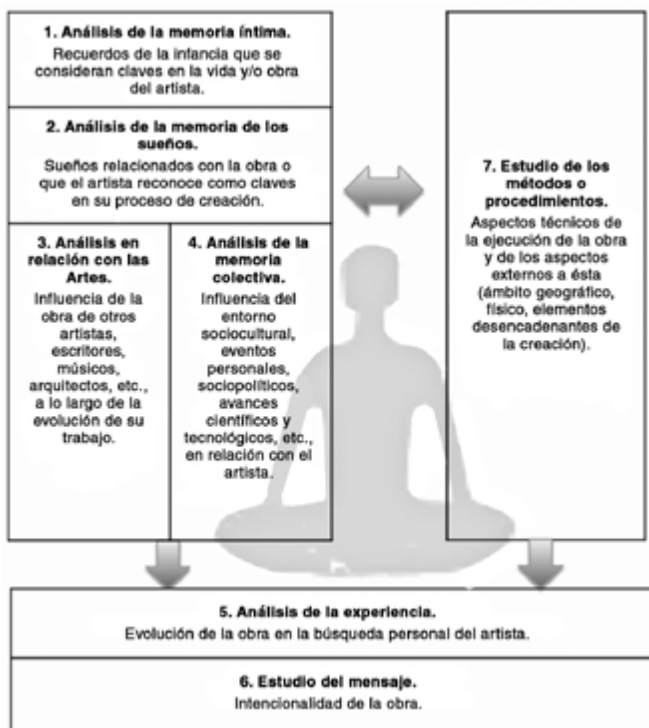 1. Análisis de la memoria íntima.
Recuerdos de la infancia que se
consideran claves en la vida y/o obra
del artista.
2. Análisis de la memoria de los
sueños.
Sueños relacionados con la obra o
que el artista reconoce como claves
en su proceso de creación.
3. Análisis en
relación con las
Artes.
Influencia de la
obra de otros
artistas,
escritores,
músicos,
arquitectos, etc.,
a lo largo de la
evolución de su
trabajo.
4. Análisis de la
memoria
colectiva.
Influencia del
entorno
sociocultural,
eventos
personales,
sociopolíticos,
avances
científicos y
tecnológicos, etc.,
en relación con el
artista.
7. Estudio de los
métodos o
procedimientos.
Aspectos técnicos de
la ejecución de la obra
y de los aspectos
externos a ésta
(ámbito geográfico,
físico, elementos
desencadenantes de
la creación).
5. Análisis de la experiencia.
Evolución de la obra en la búsqueda personal del artista.
6. Estudio del mensaje.
Intencionalidad de la obra.